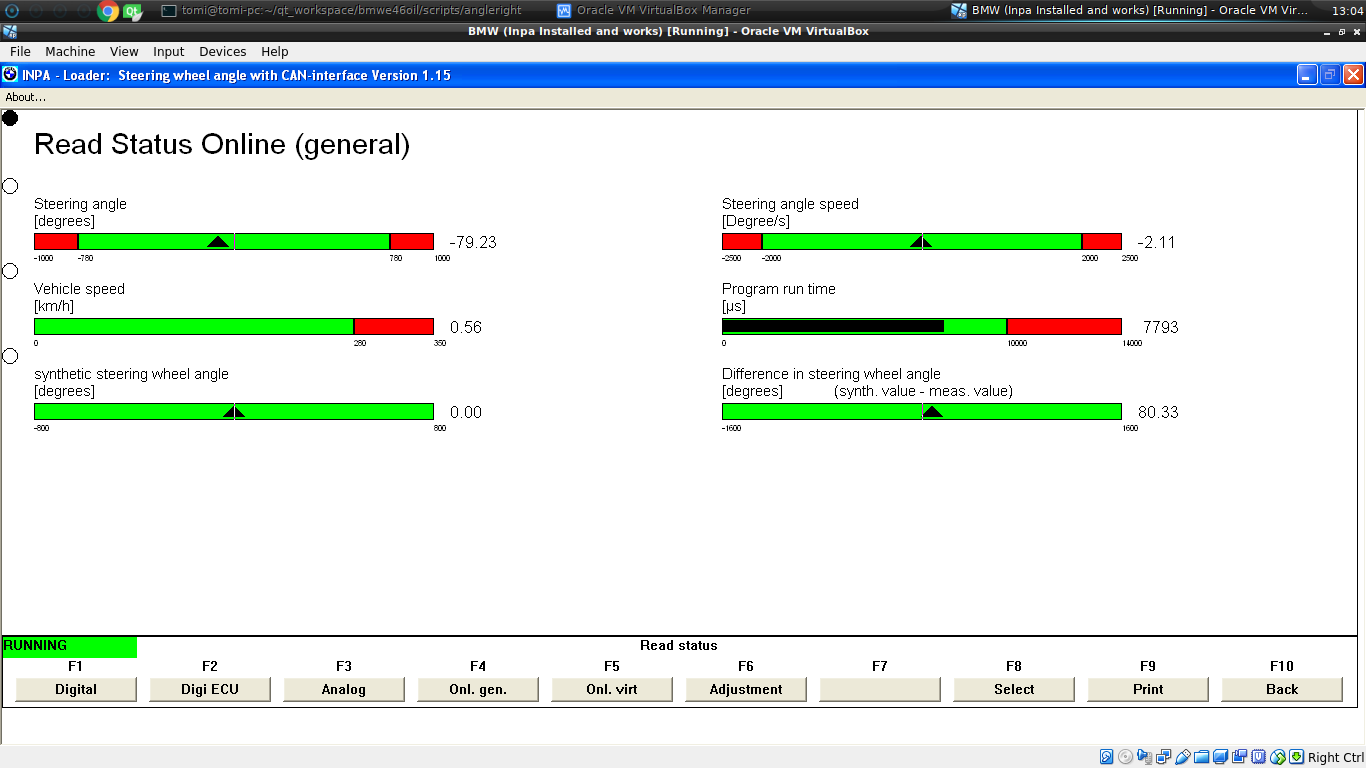 tomi@tomi-pc:~/qt_workspace/bmwe46oil/scripts/angleright
Oracle VM VirtualBox Manager
BMW (Inpa Installed and works) [Running] - Oracle VM Vir...
13:04
BMW (Inpa Installed and works) [Running] - Oracle VM VirtualBox
File Machine View Input Devices Help
INPA - Loader: Steering wheel angle with CAN-interface Version 1.15
About...
Read Status Online (general)
Steering angle
[degrees]
-79.23
-1000 -780 780 1000
Steering angle speed
[Degree/s]
-2.11
-2500 -2000 2000 2500
Vehicle speed
[km/h]
0.56
0 280 350
Program run time
[µs]
7793
0 10000 14000
synthetic steering wheel angle
[degrees]
0.00
-800 800
Difference in steering wheel angle
[degrees] (synth. value - meas. value)
80.33
-1600 1600
RUNNING
Read status
F1 F2 F3 F4 F5 F6 F7 F8 F9 F10
Digital Digi ECU Analog Onl. gen. Onl. virt Adjustment Select Print Back
Right Ctrl